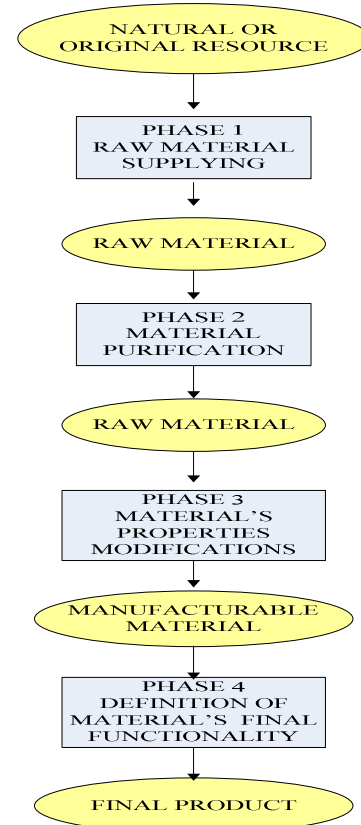 NATURAL OR
ORIGINAL RESOURCE
PHASE 1
RAW MATERIAL
SUPPLYING
RAW MATERIAL
PHASE 2
MATERIAL
PURIFICATION
RAW MATERIAL
PHASE 3
MATERIAL'S
PROPERTIES
MODIFICATIONS
MANUFACTURABLE
MATERIAL
PHASE 4
DEFINITION OF
MATERIAL'S FINAL
FUNCTIONALITY
FINAL PRODUCT